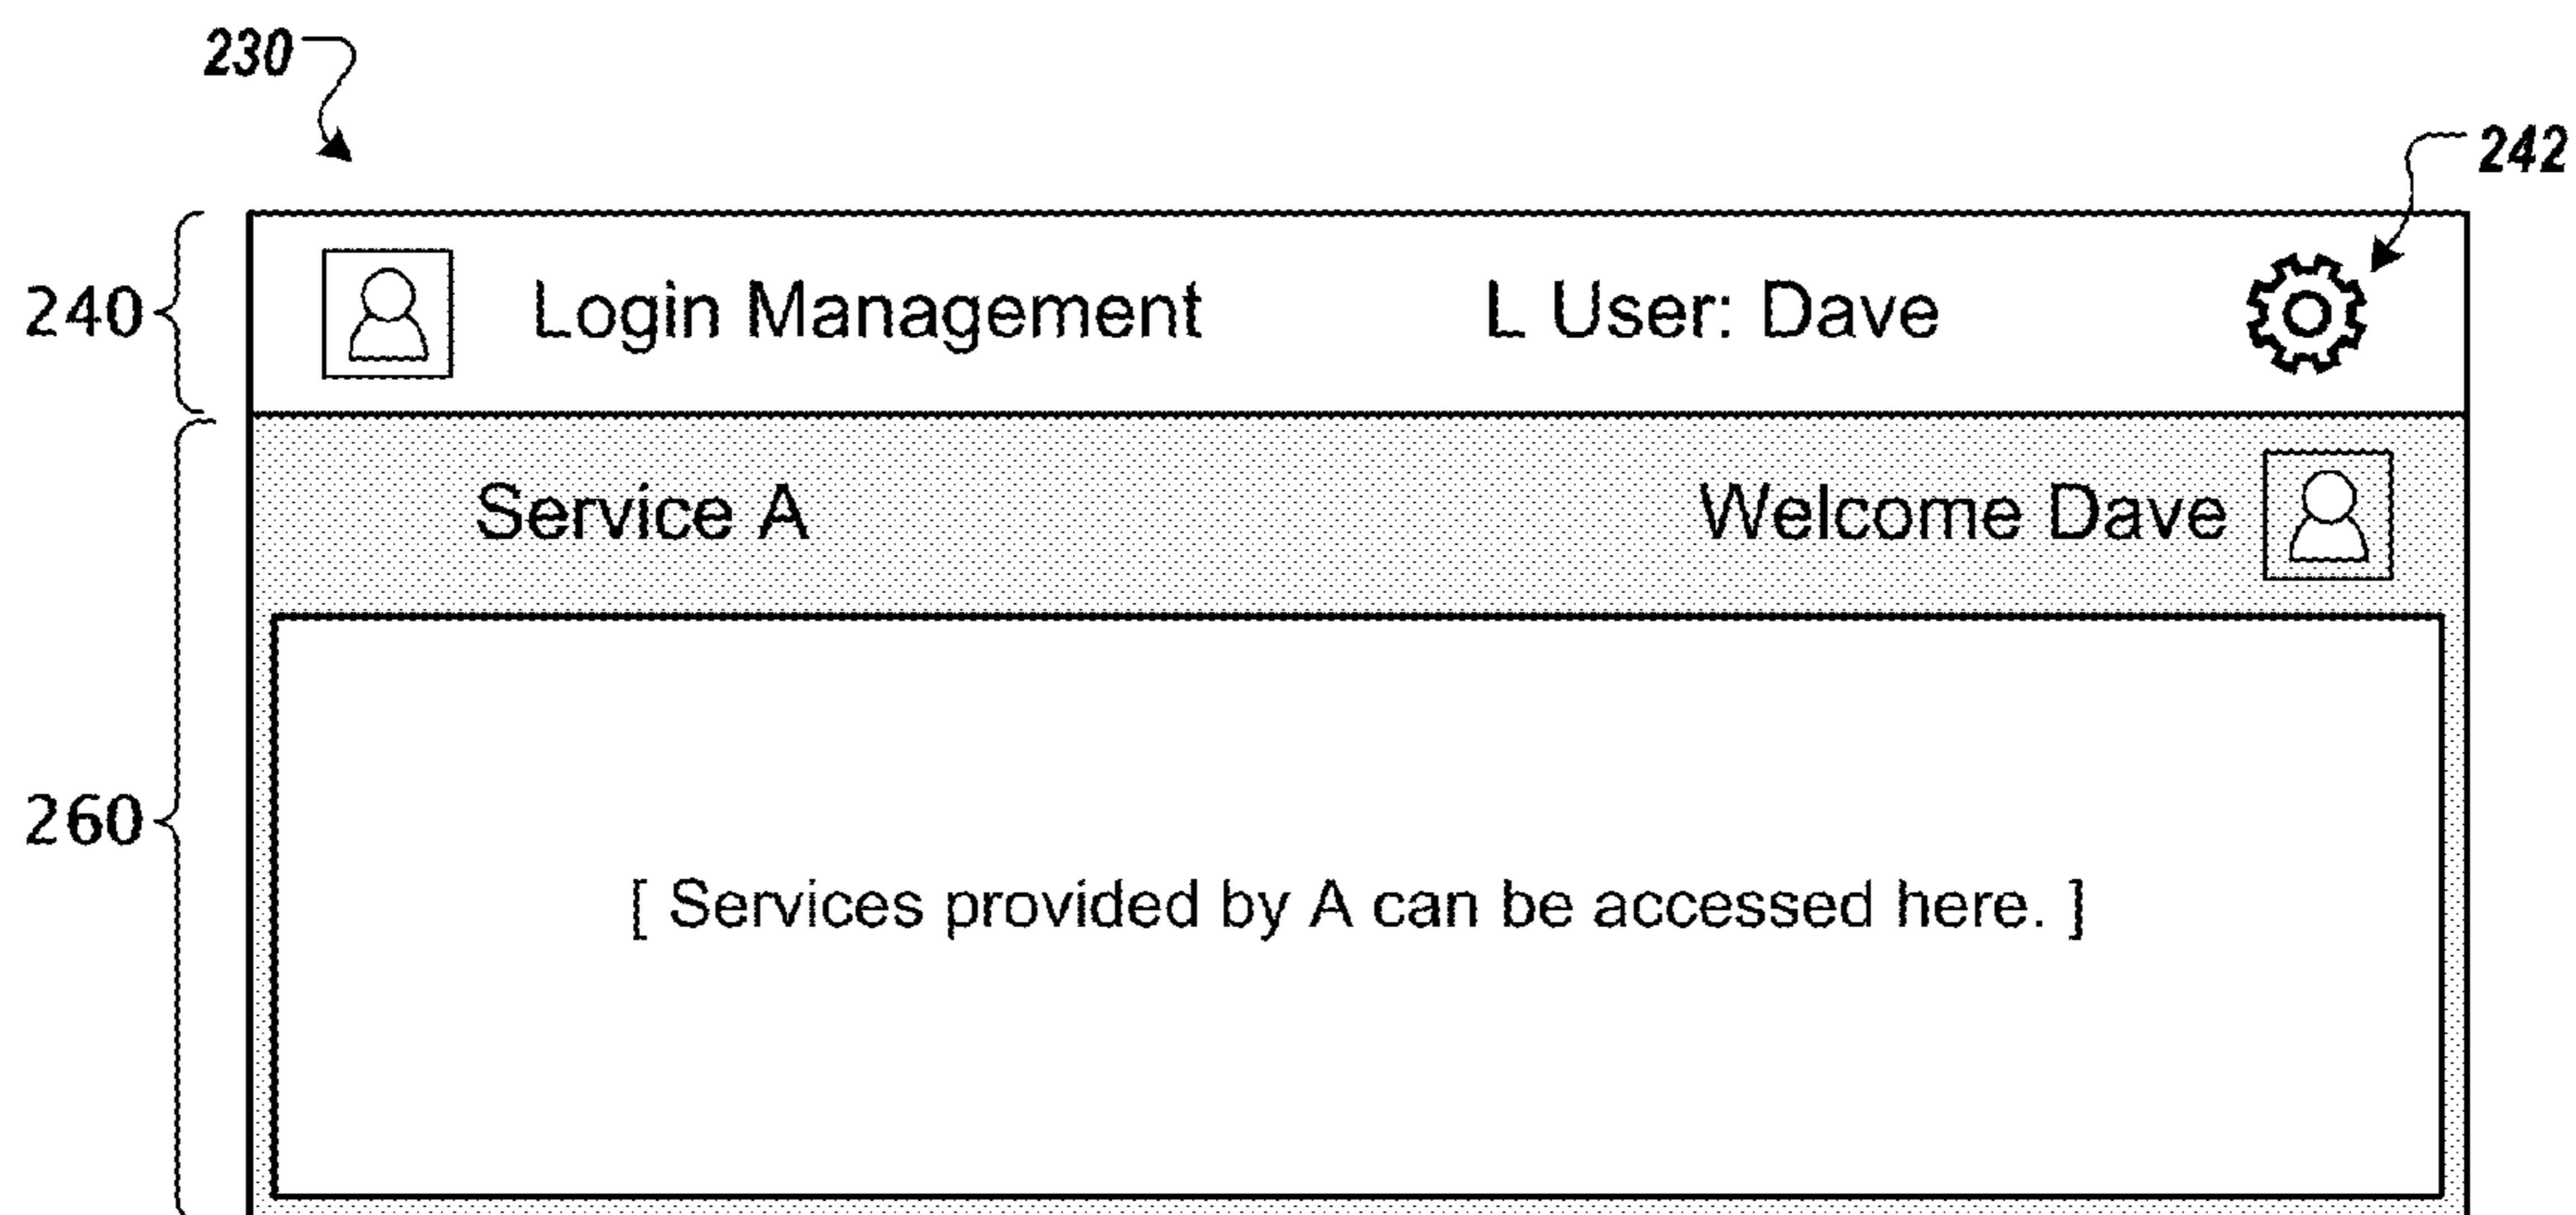 230
242
240
Login Management
L User: Dave
Service A
Welcome Dave
260
[ Services provided by A can be accessed here. ]